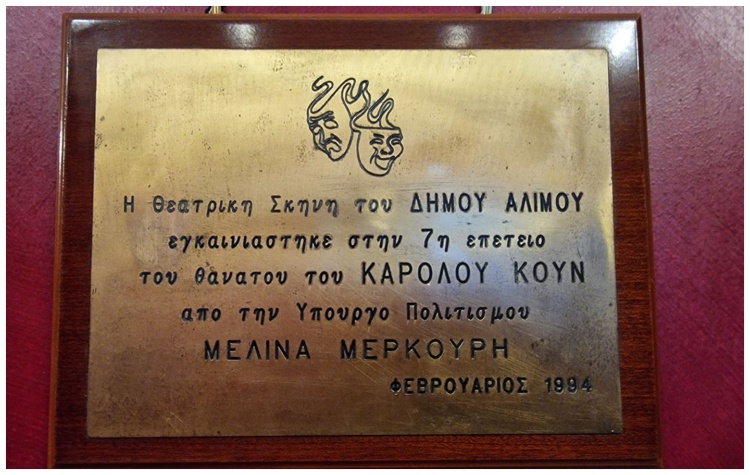 Η Θεατρικη Σκηνη του ΔΗΜΟΥ ΑΛΙΜΟΥ
εγκαινιαστηκε στην 7η επετειο
του θανατου του ΚΑΡΟΛΟΥ ΚΟΥΝ
απο την Υπουργο Πολιτισμου
ΜΕΛΙΝΑ ΜΕΡΚΟΥΡΗ
ΦΕΒΡΟΥΑΡΙΟΣ 1994